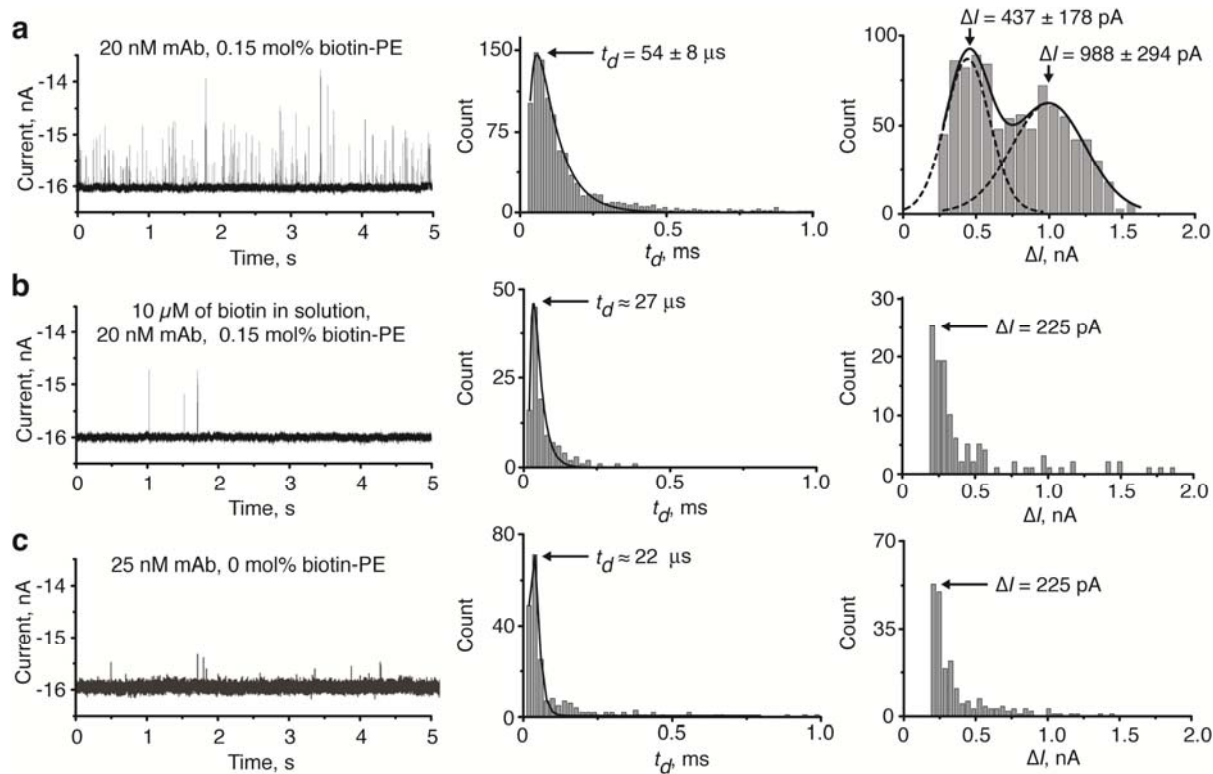 a
20 nM mAb, 0.15 mol% biotin-PE
Current, nA
-14
-15
-16
0 1 2 3 4 5
Time, s
Count
150
75
0
t_d = 54 ± 8 µs
0 0.5 1.0
t_d, ms
Count
100
50
0
ΔI = 437 ± 178 pA
ΔI = 988 ± 294 pA
0 0.5 1.0 2.0
ΔI, nA
b
10 µM of biotin in solution,
20 nM mAb, 0.15 mol% biotin-PE
Current, nA
-14
-15
-16
0 1 2 3 4 5
Time, s
Count
50
25
0
t_d ≈ 27 µs
0 0.5 1.0
t_d, ms
Count
30
20
10
0
ΔI = 225 pA
0 0.5 1.0 2.0
ΔI, nA
c
25 nM mAb, 0 mol% biotin-PE
Current, nA
-14
-15
-16
0 1 2 3 4 5
Time, s
Count
80
40
0
t_d ≈ 22 µs
0 0.5 1.0
t_d, ms
Count
70
35
0
ΔI = 225 pA
0 0.5 1.0 2.0
ΔI, nA